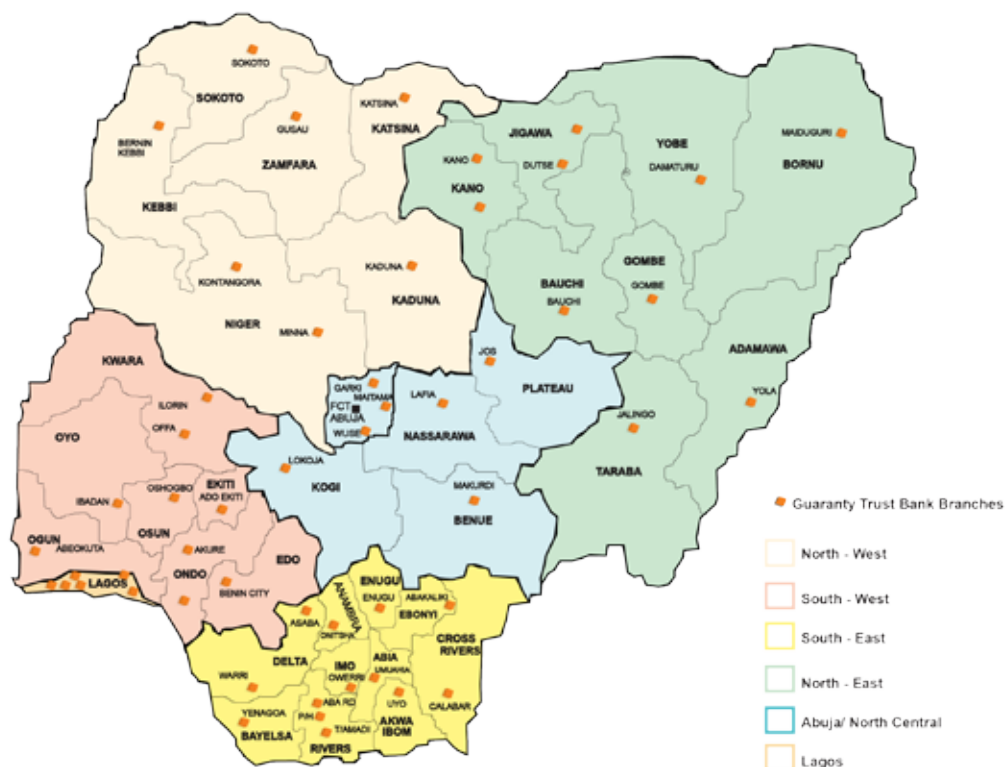 SOKOTO
SOKOTO
KATSINA
KATSINA
GUSAU
ZAMFARA
BERNIN
KEBBI
KEBBI
JIGAWA
DUTSE
KANO
KANO
YOBE
DAMATURU
MAIDUGURI
BORNU
KONTANGORA
NIGER
MINNA
KADUNA
KADUNA
BAUCHI
BAUCHI
GOMBE
GOMBE
ADAMAWA
YOLA
JALINGO
TARABA
JOS
PLATEAU
GARKI
MAITAMA
FCT
ABUJA
WUSE
LAFIA
NASSARAWA
LOKOJA
KOGI
MAKURDI
BENUE
KWARA
ILORIN
OFFA
OYO
IBADAN
OSHOGBO
OSUN
EKITI
ADO EKITI
OGUN
ABEOKUTA
AKURE
ONDO
EDO
BENIN CITY
LAGOS
ENUGU
ENUGU
ABAKALIKI
EBONYI
ANAMBRA
ONITSHA
ASABA
DELTA
WARRI
IMO
OWERRI
ABIA
UMUAHIA
CROSS
RIVERS
CALABAR
UYO
AKWA
IBOM
ABA RD
P/H
T/AMADI
RIVERS
YENAGOA
BAYELSA
Guaranty Trust Bank Branches
North - West
South - West
South - East
North - East
Abuja/ North Central
Lagos